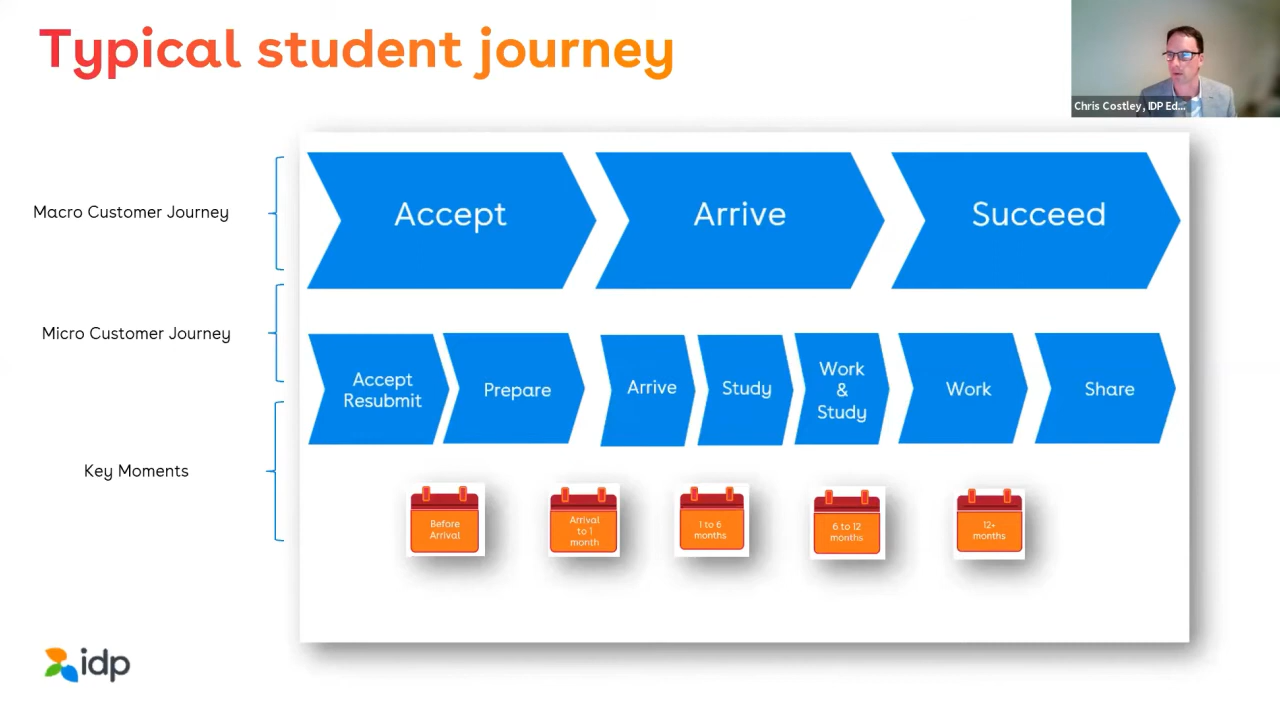 Typical student journey
Chris Costley, IDP Ed...
Macro Customer Journey
Accept
Arrive
Succeed
Micro Customer Journey
Accept
Resubmit
Prepare
Arrive
Study
Work
&
Study
Work
Share
Key Moments
Before
Arrival
Arrival
to 1
month
1 to 6
months
6 to 12
months
12+
months
idp